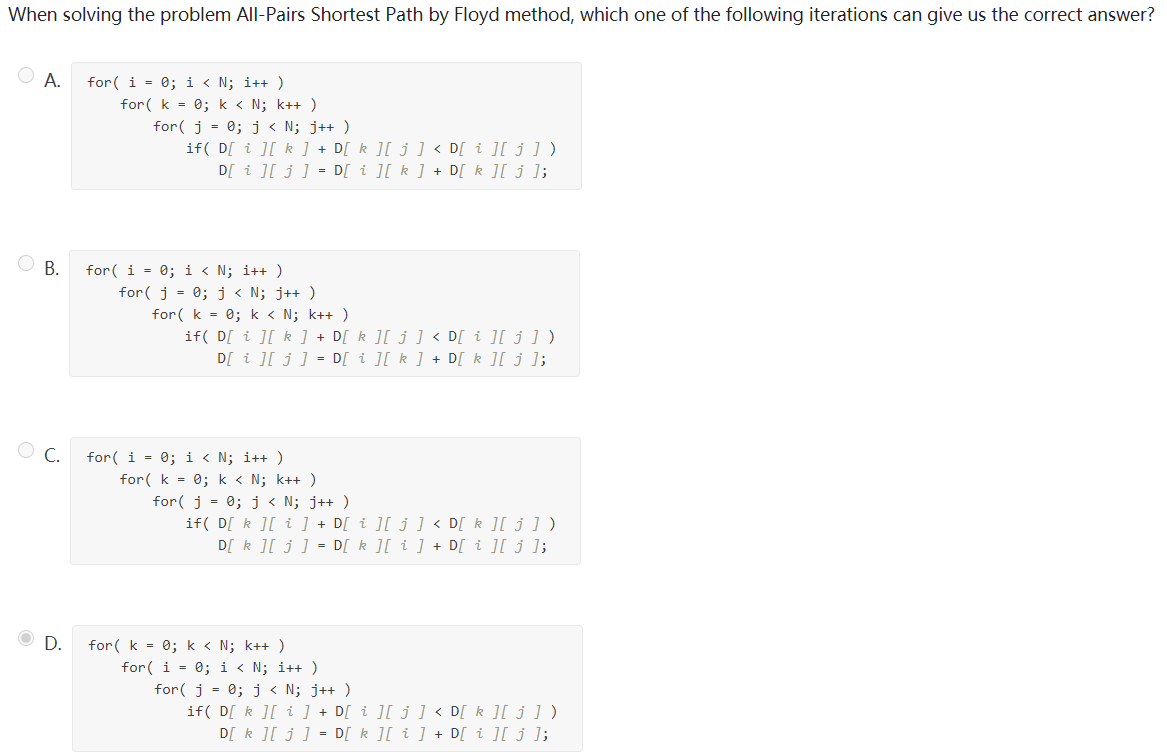 When solving the problem All-Pairs Shortest Path by Floyd method, which one of the following iterations can give us the correct answer?
A.
for( i = 0; i < N; i++ )
for( k = 0; k < N; k++ )
for( j = 0; j < N; j++ )
if( D[ i ][ k ] + D[ k ][ j ] < D[ i ][ j ] )
D[ i ][ j ] = D[ i ][ k ] + D[ k ][ j ];
B.
for( i = 0; i < N; i++ )
for( j = 0; j < N; j++ )
for( k = 0; k < N; k++ )
if( D[ i ][ k ] + D[ k ][ j ] < D[ i ][ j ] )
D[ i ][ j ] = D[ i ][ k ] + D[ k ][ j ];
C.
for( i = 0; i < N; i++ )
for( k = 0; k < N; k++ )
for( j = 0; j < N; j++ )
if( D[ k ][ i ] + D[ i ][ j ] < D[ k ][ j ] )
D[ k ][ j ] = D[ k ][ i ] + D[ i ][ j ];
D.
for( k = 0; k < N; k++ )
for( i = 0; i < N; i++ )
for( j = 0; j < N; j++ )
if( D[ k ][ i ] + D[ i ][ j ] < D[ k ][ j ] )
D[ k ][ j ] = D[ k ][ i ] + D[ i ][ j ];